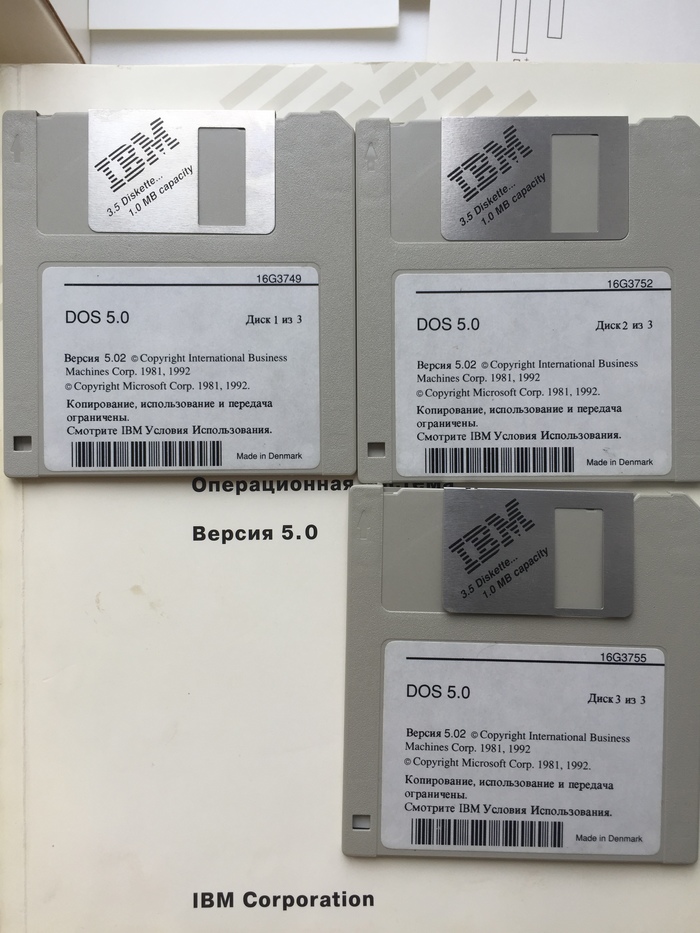 IBM
3.5 Diskette...
1.0 MB capacity
16G3749
DOS 5.0
Диск 1 из 3
Версия 5.02 © Copyright International Business
Machines Corp. 1981, 1992
© Copyright Microsoft Corp. 1981, 1992.
Копирование, использование и передача
ограничены.
Смотрите IBM Условия Использования.
Made in Denmark
IBM
3.5 Diskette...
1.0 MB capacity
16G3752
DOS 5.0
Диск 2 из 3
Версия 5.02 © Copyright International Business
Machines Corp. 1981, 1992
© Copyright Microsoft Corp. 1981, 1992.
Копирование, использование и передача
ограничены.
Смотрите IBM Условия Использования.
Made in Denmark
Операционная
Версия 5.0
IBM
3.5 Diskette...
1.0 MB capacity
16G3755
DOS 5.0
Диск 3 из 3
Версия 5.02 © Copyright International Business
Machines Corp. 1981, 1992
© Copyright Microsoft Corp. 1981, 1992.
Копирование, использование и передача
ограничены.
Смотрите IBM Условия Использования.
Made in Denmark
IBM Corporation